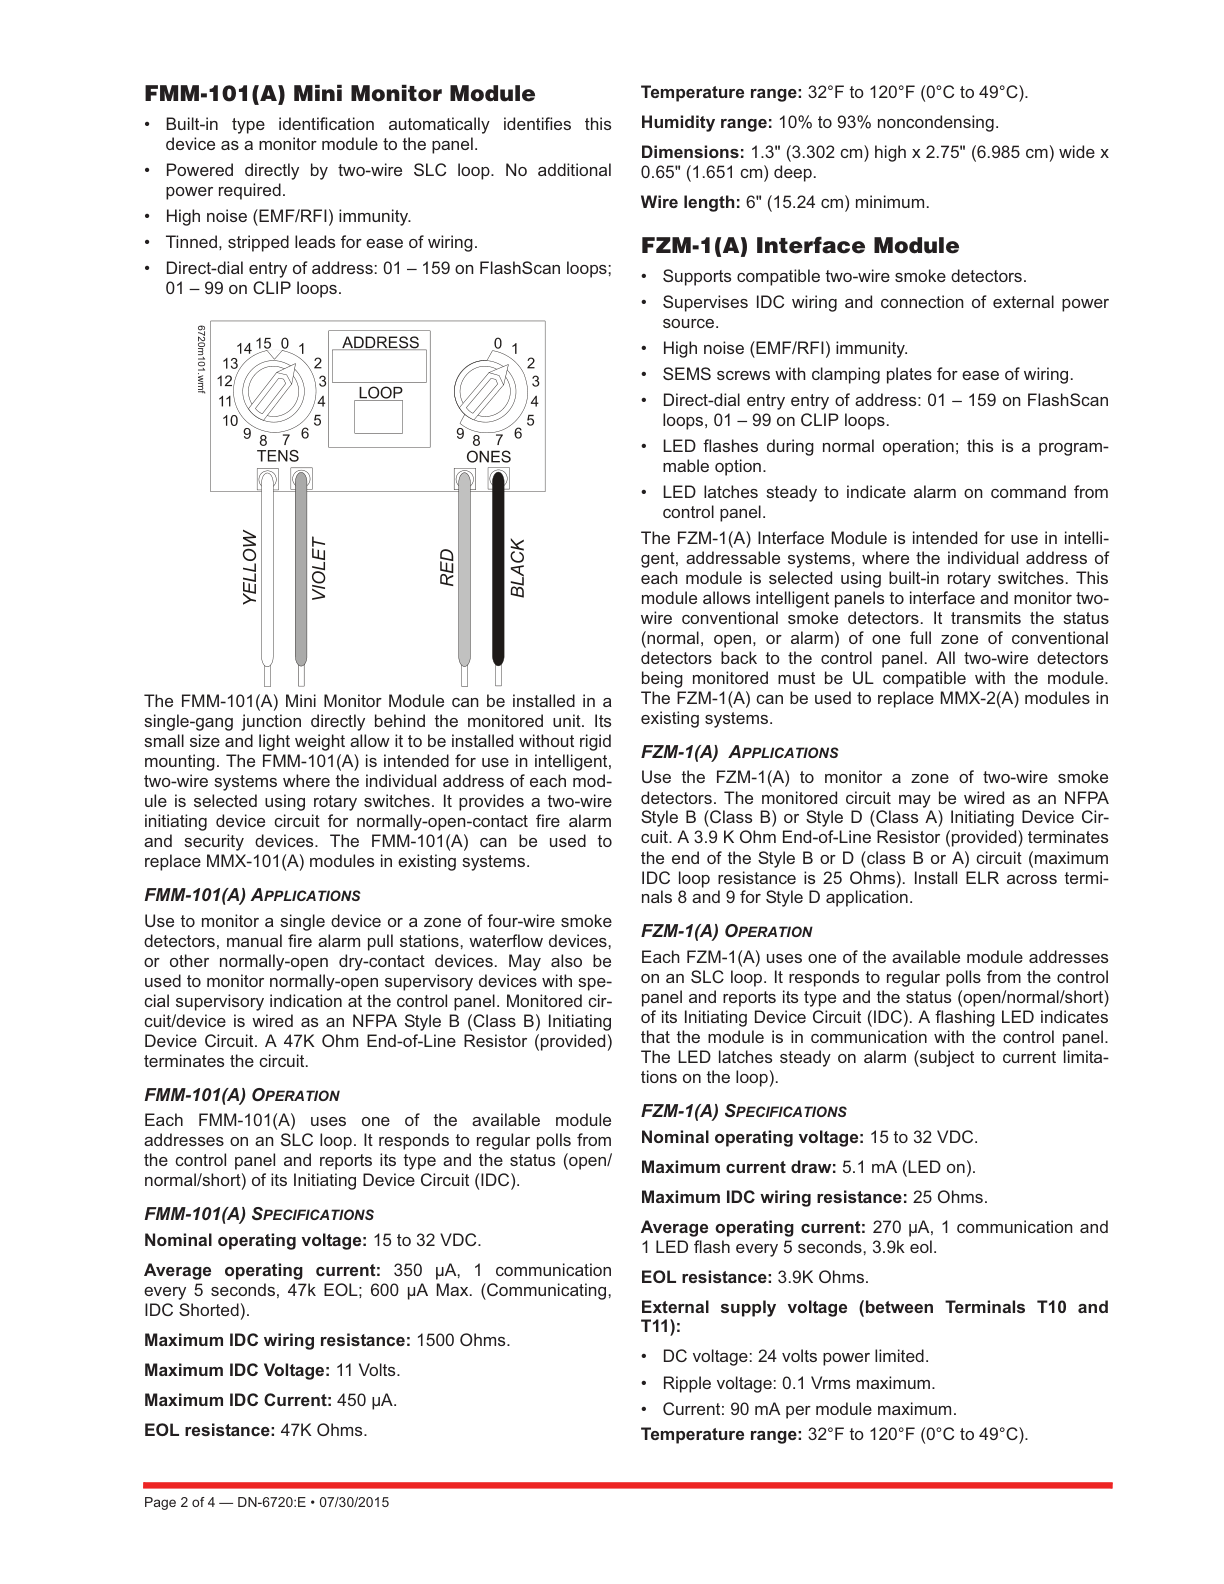 FMM-101(A) Mini Monitor Module
• Built-in type identification automatically identifies this
device as a monitor module to the panel.
• Powered directly by two-wire SLC loop. No additional
power required.
• High noise (EMF/RFI) immunity.
• Tinned, stripped leads for ease of wiring.
• Direct-dial entry of address: 01 – 159 on FlashScan loops;
01 – 99 on CLIP loops.
6720m101.wmf
14 15 0 1
13 2
12 3
11 4
10 5
9 8 7 6
TENS
ADDRESS
LOOP
0 1
2
3
4
5
9 8 7 6
ONES
YELLOW
VIOLET
RED
BLACK
The FMM-101(A) Mini Monitor Module can be installed in a
single-gang junction directly behind the monitored unit. Its
small size and light weight allow it to be installed without rigid
mounting. The FMM-101(A) is intended for use in intelligent,
two-wire systems where the individual address of each mod-
ule is selected using rotary switches. It provides a two-wire
initiating device circuit for normally-open-contact fire alarm
and security devices. The FMM-101(A) can be used to
replace MMX-101(A) modules in existing systems.
FMM-101(A) APPLICATIONS
Use to monitor a single device or a zone of four-wire smoke
detectors, manual fire alarm pull stations, waterflow devices,
or other normally-open dry-contact devices. May also be
used to monitor normally-open supervisory devices with spe-
cial supervisory indication at the control panel. Monitored cir-
cuit/device is wired as an NFPA Style B (Class B) Initiating
Device Circuit. A 47K Ohm End-of-Line Resistor (provided)
terminates the circuit.
FMM-101(A) OPERATION
Each FMM-101(A) uses one of the available module
addresses on an SLC loop. It responds to regular polls from
the control panel and reports its type and the status (open/
normal/short) of its Initiating Device Circuit (IDC).
FMM-101(A) SPECIFICATIONS
Nominal operating voltage: 15 to 32 VDC.
Average operating current: 350 µA, 1 communication
every 5 seconds, 47k EOL; 600 µA Max. (Communicating,
IDC Shorted).
Maximum IDC wiring resistance: 1500 Ohms.
Maximum IDC Voltage: 11 Volts.
Maximum IDC Current: 450 µA.
EOL resistance: 47K Ohms.
Temperature range: 32°F to 120°F (0°C to 49°C).
Humidity range: 10% to 93% noncondensing.
Dimensions: 1.3" (3.302 cm) high x 2.75" (6.985 cm) wide x
0.65" (1.651 cm) deep.
Wire length: 6" (15.24 cm) minimum.
FZM-1(A) Interface Module
• Supports compatible two-wire smoke detectors.
• Supervises IDC wiring and connection of external power
source.
• High noise (EMF/RFI) immunity.
• SEMS screws with clamping plates for ease of wiring.
• Direct-dial entry entry of address: 01 – 159 on FlashScan
loops, 01 – 99 on CLIP loops.
• LED flashes during normal operation; this is a program-
mable option.
• LED latches steady to indicate alarm on command from
control panel.
The FZM-1(A) Interface Module is intended for use in intelli-
gent, addressable systems, where the individual address of
each module is selected using built-in rotary switches. This
module allows intelligent panels to interface and monitor two-
wire conventional smoke detectors. It transmits the status
(normal, open, or alarm) of one full zone of conventional
detectors back to the control panel. All two-wire detectors
being monitored must be UL compatible with the module.
The FZM-1(A) can be used to replace MMX-2(A) modules in
existing systems.
FZM-1(A) APPLICATIONS
Use the FZM-1(A) to monitor a zone of two-wire smoke
detectors. The monitored circuit may be wired as an NFPA
Style B (Class B) or Style D (Class A) Initiating Device Cir-
cuit. A 3.9 K Ohm End-of-Line Resistor (provided) terminates
the end of the Style B or D (class B or A) circuit (maximum
IDC loop resistance is 25 Ohms). Install ELR across termi-
nals 8 and 9 for Style D application.
FZM-1(A) OPERATION
Each FZM-1(A) uses one of the available module addresses
on an SLC loop. It responds to regular polls from the control
panel and reports its type and the status (open/normal/short)
of its Initiating Device Circuit (IDC). A flashing LED indicates
that the module is in communication with the control panel.
The LED latches steady on alarm (subject to current limita-
tions on the loop).
FZM-1(A) SPECIFICATIONS
Nominal operating voltage: 15 to 32 VDC.
Maximum current draw: 5.1 mA (LED on).
Maximum IDC wiring resistance: 25 Ohms.
Average operating current: 270 µA, 1 communication and
1 LED flash every 5 seconds, 3.9k eol.
EOL resistance: 3.9K Ohms.
External supply voltage (between Terminals T10 and
T11):
• DC voltage: 24 volts power limited.
• Ripple voltage: 0.1 Vrms maximum.
• Current: 90 mA per module maximum.
Temperature range: 32°F to 120°F (0°C to 49°C).
Page 2 of 4 — DN-6720:E • 07/30/2015